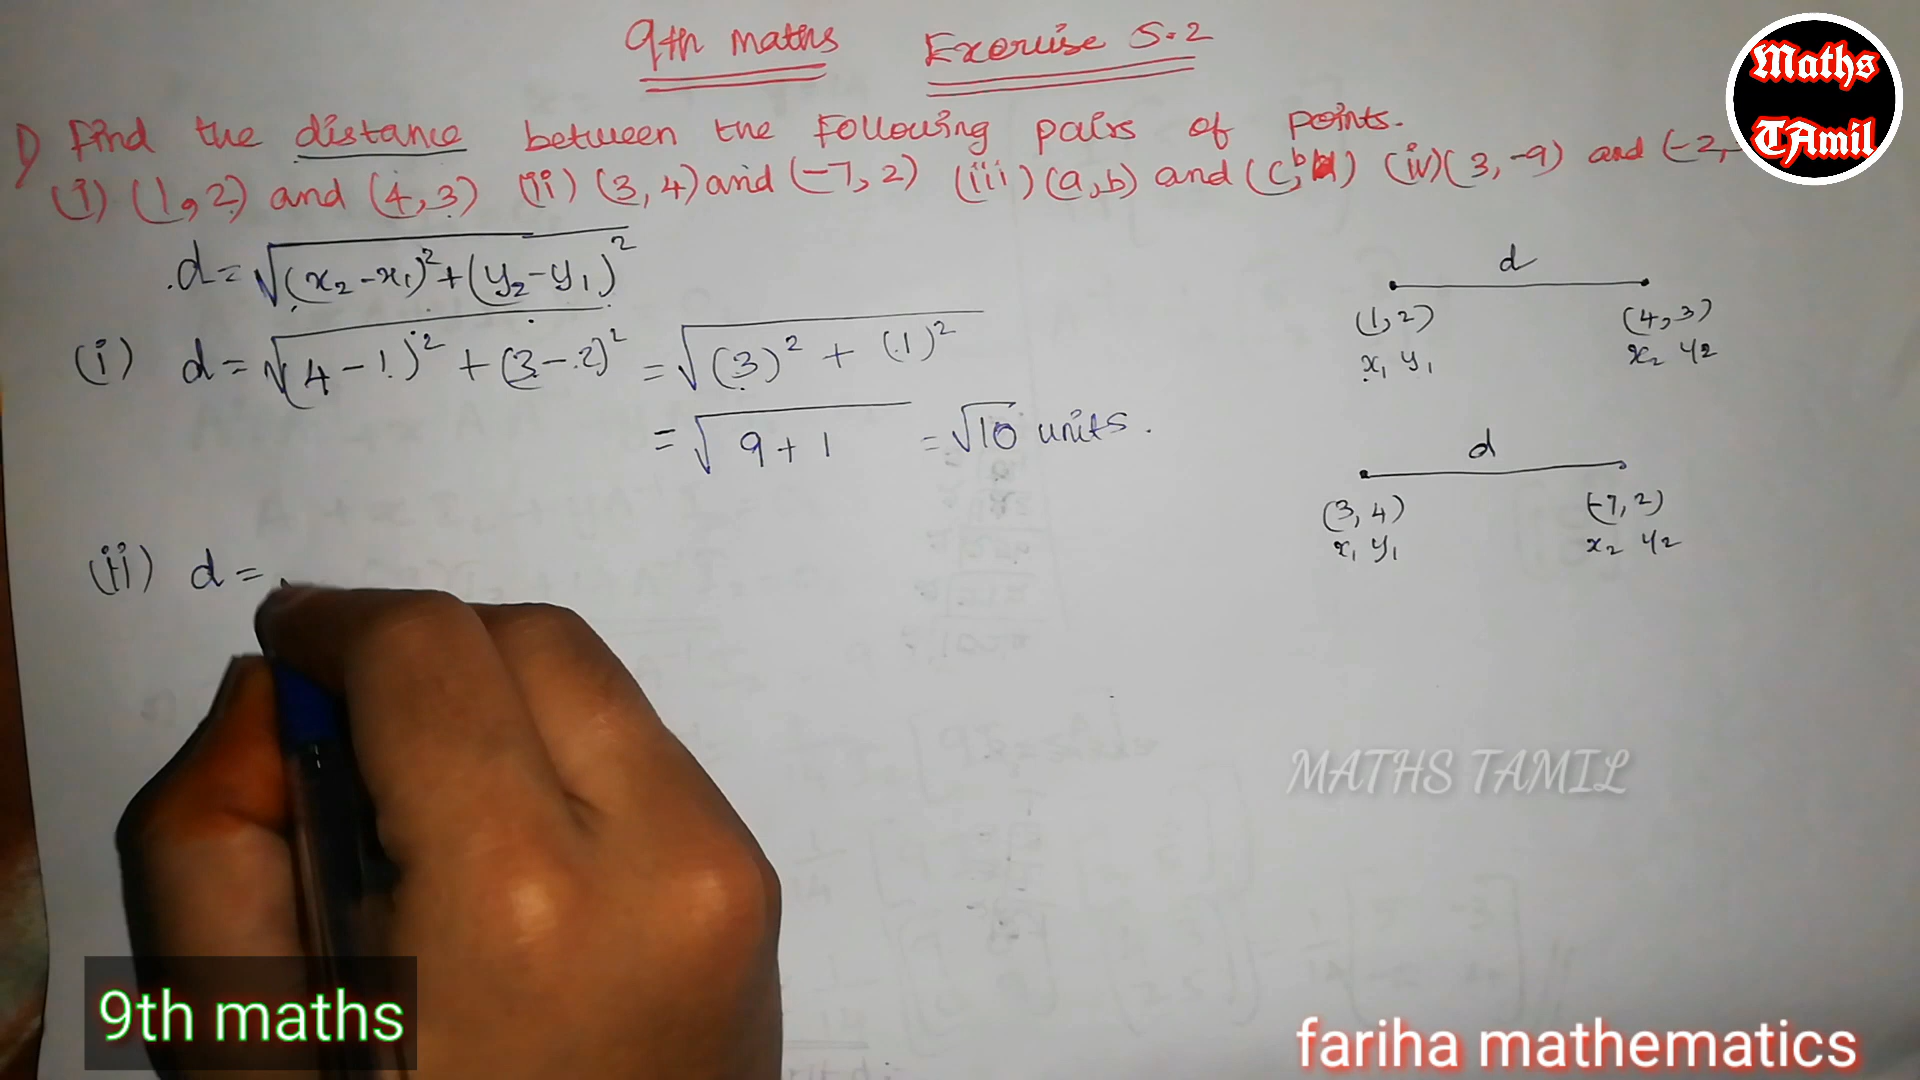 9th maths Exercise 5.2
Maths
TAmil
1) Find the distance between the following pairs of points.
(i) (1, 2) and (4, 3) (ii) (3, 4) and (-7, 2) (iii) (a, b) and (c, b) (iv) (3, -9) and (-2,
d = √(x₂ - x₁)² + (y₂ - y₁)²
d
(1, 2) (4, 3)
x₁ y₁ x₂ y₂
(i) d = √(4 - 1)² + (3 - 2)² = √(3)² + (1)²
= √9 + 1 = √10 units.
d
(3, 4) (-7, 2)
x₁ y₁ x₂ y₂
(ii) d =
MATHS TAMIL
9th maths
fariha mathematics